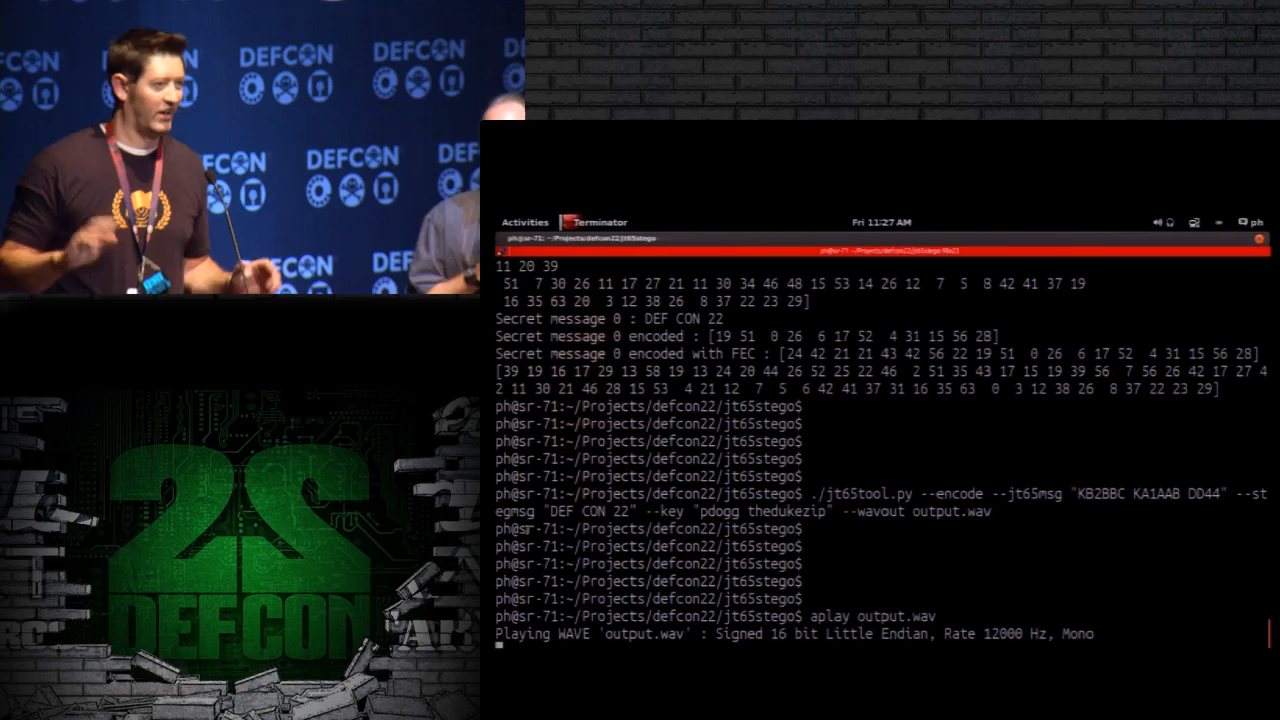 DEFCON
DEFCON
DEFCON
DEFCON
DEFCON
DEFCON
Activities Terminator Fri 11:27 AM ph
ph@sr-71: ~/Projects/defcon22/jt65stego
ph@sr-71: ~/Projects/defcon22/jt65stego 98x23
11 20 39
51 7 30 26 11 17 27 21 11 30 34 46 48 15 53 14 26 12 7 5 8 42 41 37 19
16 35 63 20 3 12 38 26 8 37 22 23 29]
Secret message 0 : DEF CON 22
Secret message 0 encoded : [19 51 0 26 6 17 52 4 31 15 56 28]
Secret message 0 encoded with FEC : [24 42 21 21 43 42 56 22 19 51 0 26 6 17 52 4 31 15 56 28]
[39 19 16 17 29 13 58 19 13 24 20 44 26 52 25 22 46 2 51 35 43 17 15 19 39 56 7 56 26 42 17 27 4
2 11 30 21 46 28 15 53 4 21 12 7 5 6 42 41 37 31 16 35 63 0 3 12 38 26 8 37 22 23 29]
ph@sr-71:~/Projects/defcon22/jt65stego$
ph@sr-71:~/Projects/defcon22/jt65stego$
ph@sr-71:~/Projects/defcon22/jt65stego$
ph@sr-71:~/Projects/defcon22/jt65stego$
ph@sr-71:~/Projects/defcon22/jt65stego$
ph@sr-71:~/Projects/defcon22/jt65stego$ ./jt65tool.py --encode --jt65msg "KB2BBC KA1AAB DD44" --st
egmsg "DEF CON 22" --key "pdogg thedukezip" --wavout output.wav
ph@sr-71:~/Projects/defcon22/jt65stego$
ph@sr-71:~/Projects/defcon22/jt65stego$
ph@sr-71:~/Projects/defcon22/jt65stego$
ph@sr-71:~/Projects/defcon22/jt65stego$
ph@sr-71:~/Projects/defcon22/jt65stego$
ph@sr-71:~/Projects/defcon22/jt65stego$ aplay output.wav
Playing WAVE 'output.wav' : Signed 16 bit Little Endian, Rate 12000 Hz, Mono
22
DEFCON